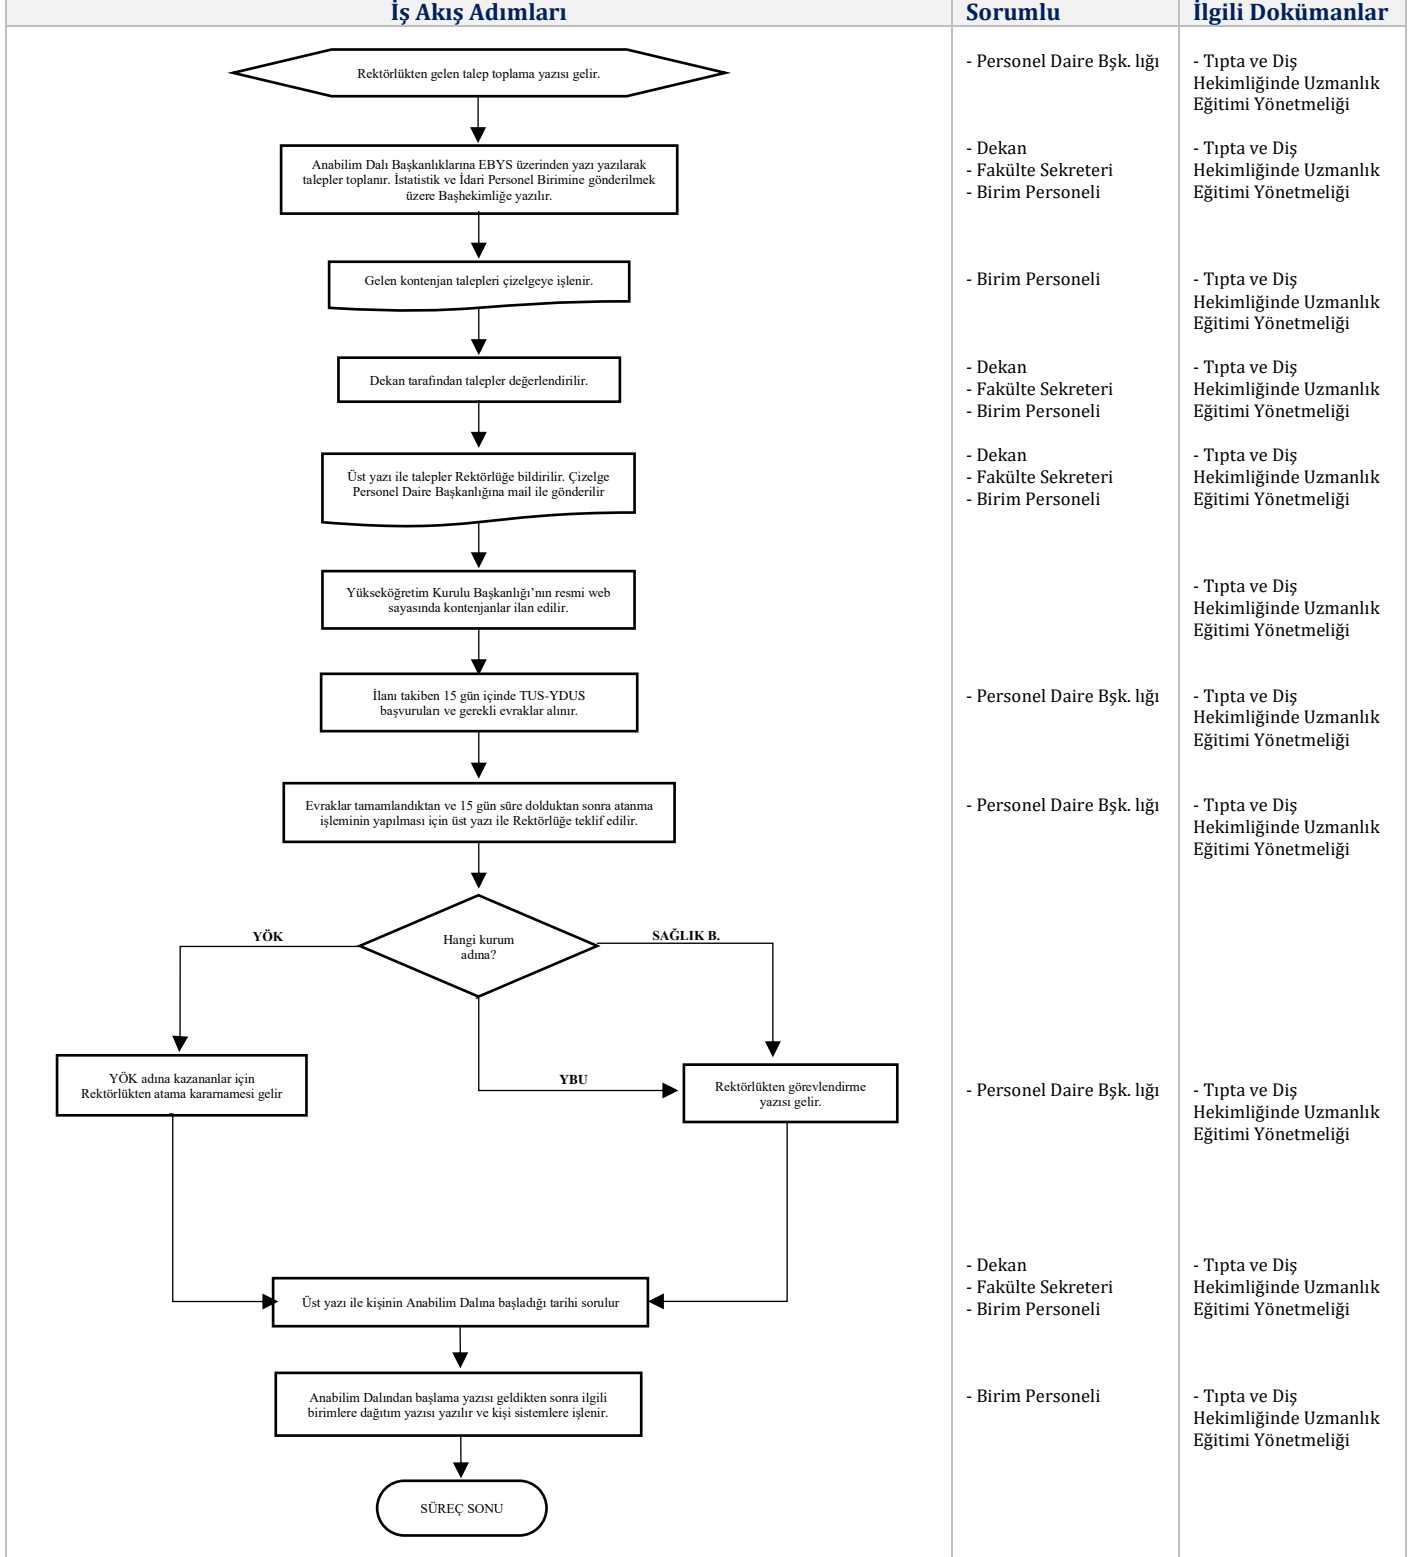 İş Akış Adımları
Sorumlu
İlgili Dokümanlar
Rektörlükten gelen talep toplama yazısı gelir.
- Personel Daire Bşk. lığı
- Tıpta ve Diş
Hekimliğinde Uzmanlık
Eğitimi Yönetmeliği
Anabilim Dalı Başkanlıklarına EBYS üzerinden yazı yazılarak
talepler toplanır. İstatistik ve İdari Personel Birimine gönderilmek
üzere Başhekimliğe yazılır.
- Dekan
- Fakülte Sekreteri
- Birim Personeli
- Tıpta ve Diş
Hekimliğinde Uzmanlık
Eğitimi Yönetmeliği
Gelen kontenjan talepleri çizelgeye işlenir.
- Birim Personeli
- Tıpta ve Diş
Hekimliğinde Uzmanlık
Eğitimi Yönetmeliği
Dekan tarafından talepler değerlendirilir.
- Dekan
- Fakülte Sekreteri
- Birim Personeli
- Tıpta ve Diş
Hekimliğinde Uzmanlık
Eğitimi Yönetmeliği
Üst yazı ile talepler Rektörlüğe bildirilir. Çizelge
Personel Daire Başkanlığına mail ile gönderilir
- Dekan
- Fakülte Sekreteri
- Birim Personeli
- Tıpta ve Diş
Hekimliğinde Uzmanlık
Eğitimi Yönetmeliği
Yükseköğretim Kurulu Başkanlığı’nın resmi web
sayasında kontenjanlar ilan edilir.
- Tıpta ve Diş
Hekimliğinde Uzmanlık
Eğitimi Yönetmeliği
İlanı takiben 15 gün içinde TUS-YDUS
başvuruları ve gerekli evraklar alınır.
- Personel Daire Bşk. lığı
- Tıpta ve Diş
Hekimliğinde Uzmanlık
Eğitimi Yönetmeliği
Evraklar tamamlandıktan ve 15 gün süre dolduktan sonra atanma
işleminin yapılması için üst yazı ile Rektörlüğe teklif edilir.
- Personel Daire Bşk. lığı
- Tıpta ve Diş
Hekimliğinde Uzmanlık
Eğitimi Yönetmeliği
YÖK
Hangi kurum
adına?
SAĞLIK B.
YBU
YÖK adına kazananlar için
Rektörlükten atama kararnamesi gelir
Rektörlükten görevlendirme
yazısı gelir.
- Personel Daire Bşk. lığı
- Tıpta ve Diş
Hekimliğinde Uzmanlık
Eğitimi Yönetmeliği
Üst yazı ile kişinin Anabilim Dalına başladığı tarihi sorulur
- Dekan
- Fakülte Sekreteri
- Birim Personeli
- Tıpta ve Diş
Hekimliğinde Uzmanlık
Eğitimi Yönetmeliği
Anabilim Dalından başlama yazısı geldikten sonra ilgili
birimlere dağıtım yazısı yazılır ve kişi sistemlere işlenir.
- Birim Personeli
- Tıpta ve Diş
Hekimliğinde Uzmanlık
Eğitimi Yönetmeliği
SÜREÇ SONU